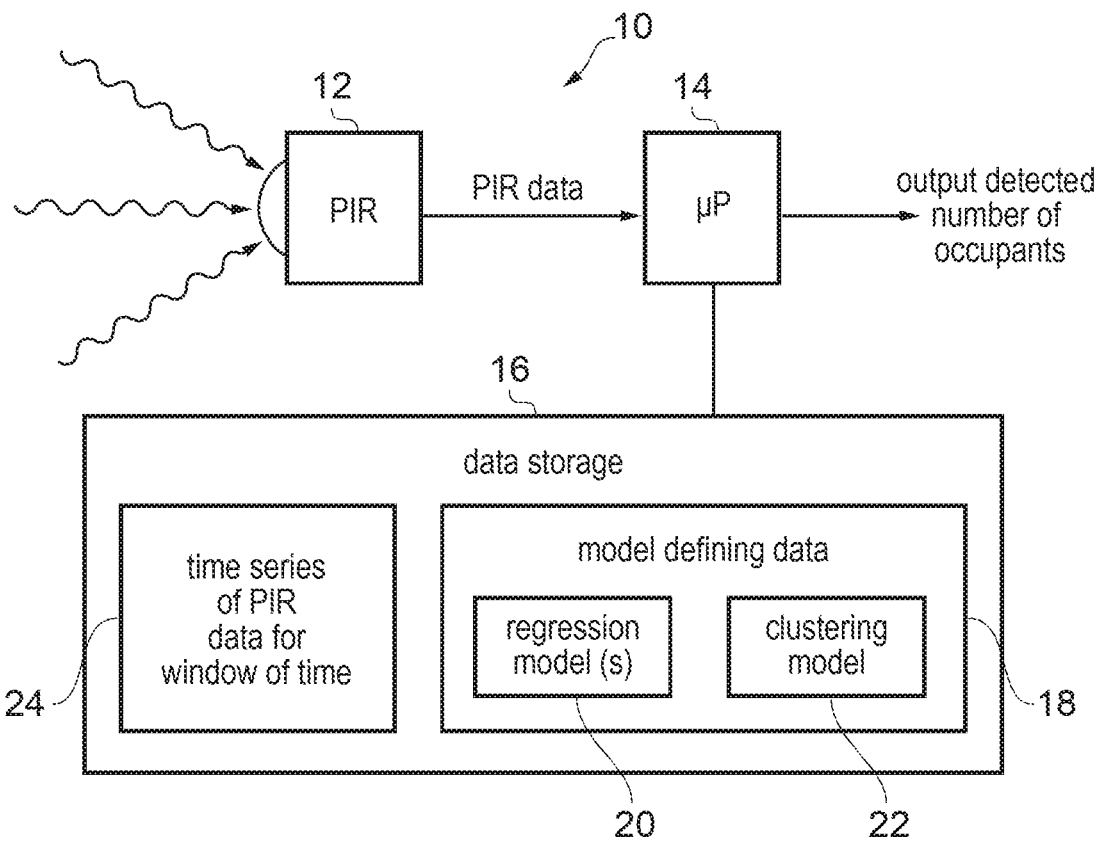 10
12
14
PIR
PIR data
µP
output detected
number of
occupants
16
data storage
time series
of PIR
data for
window of time
model defining data
regression
model (s)
clustering
model
24
18
20
22